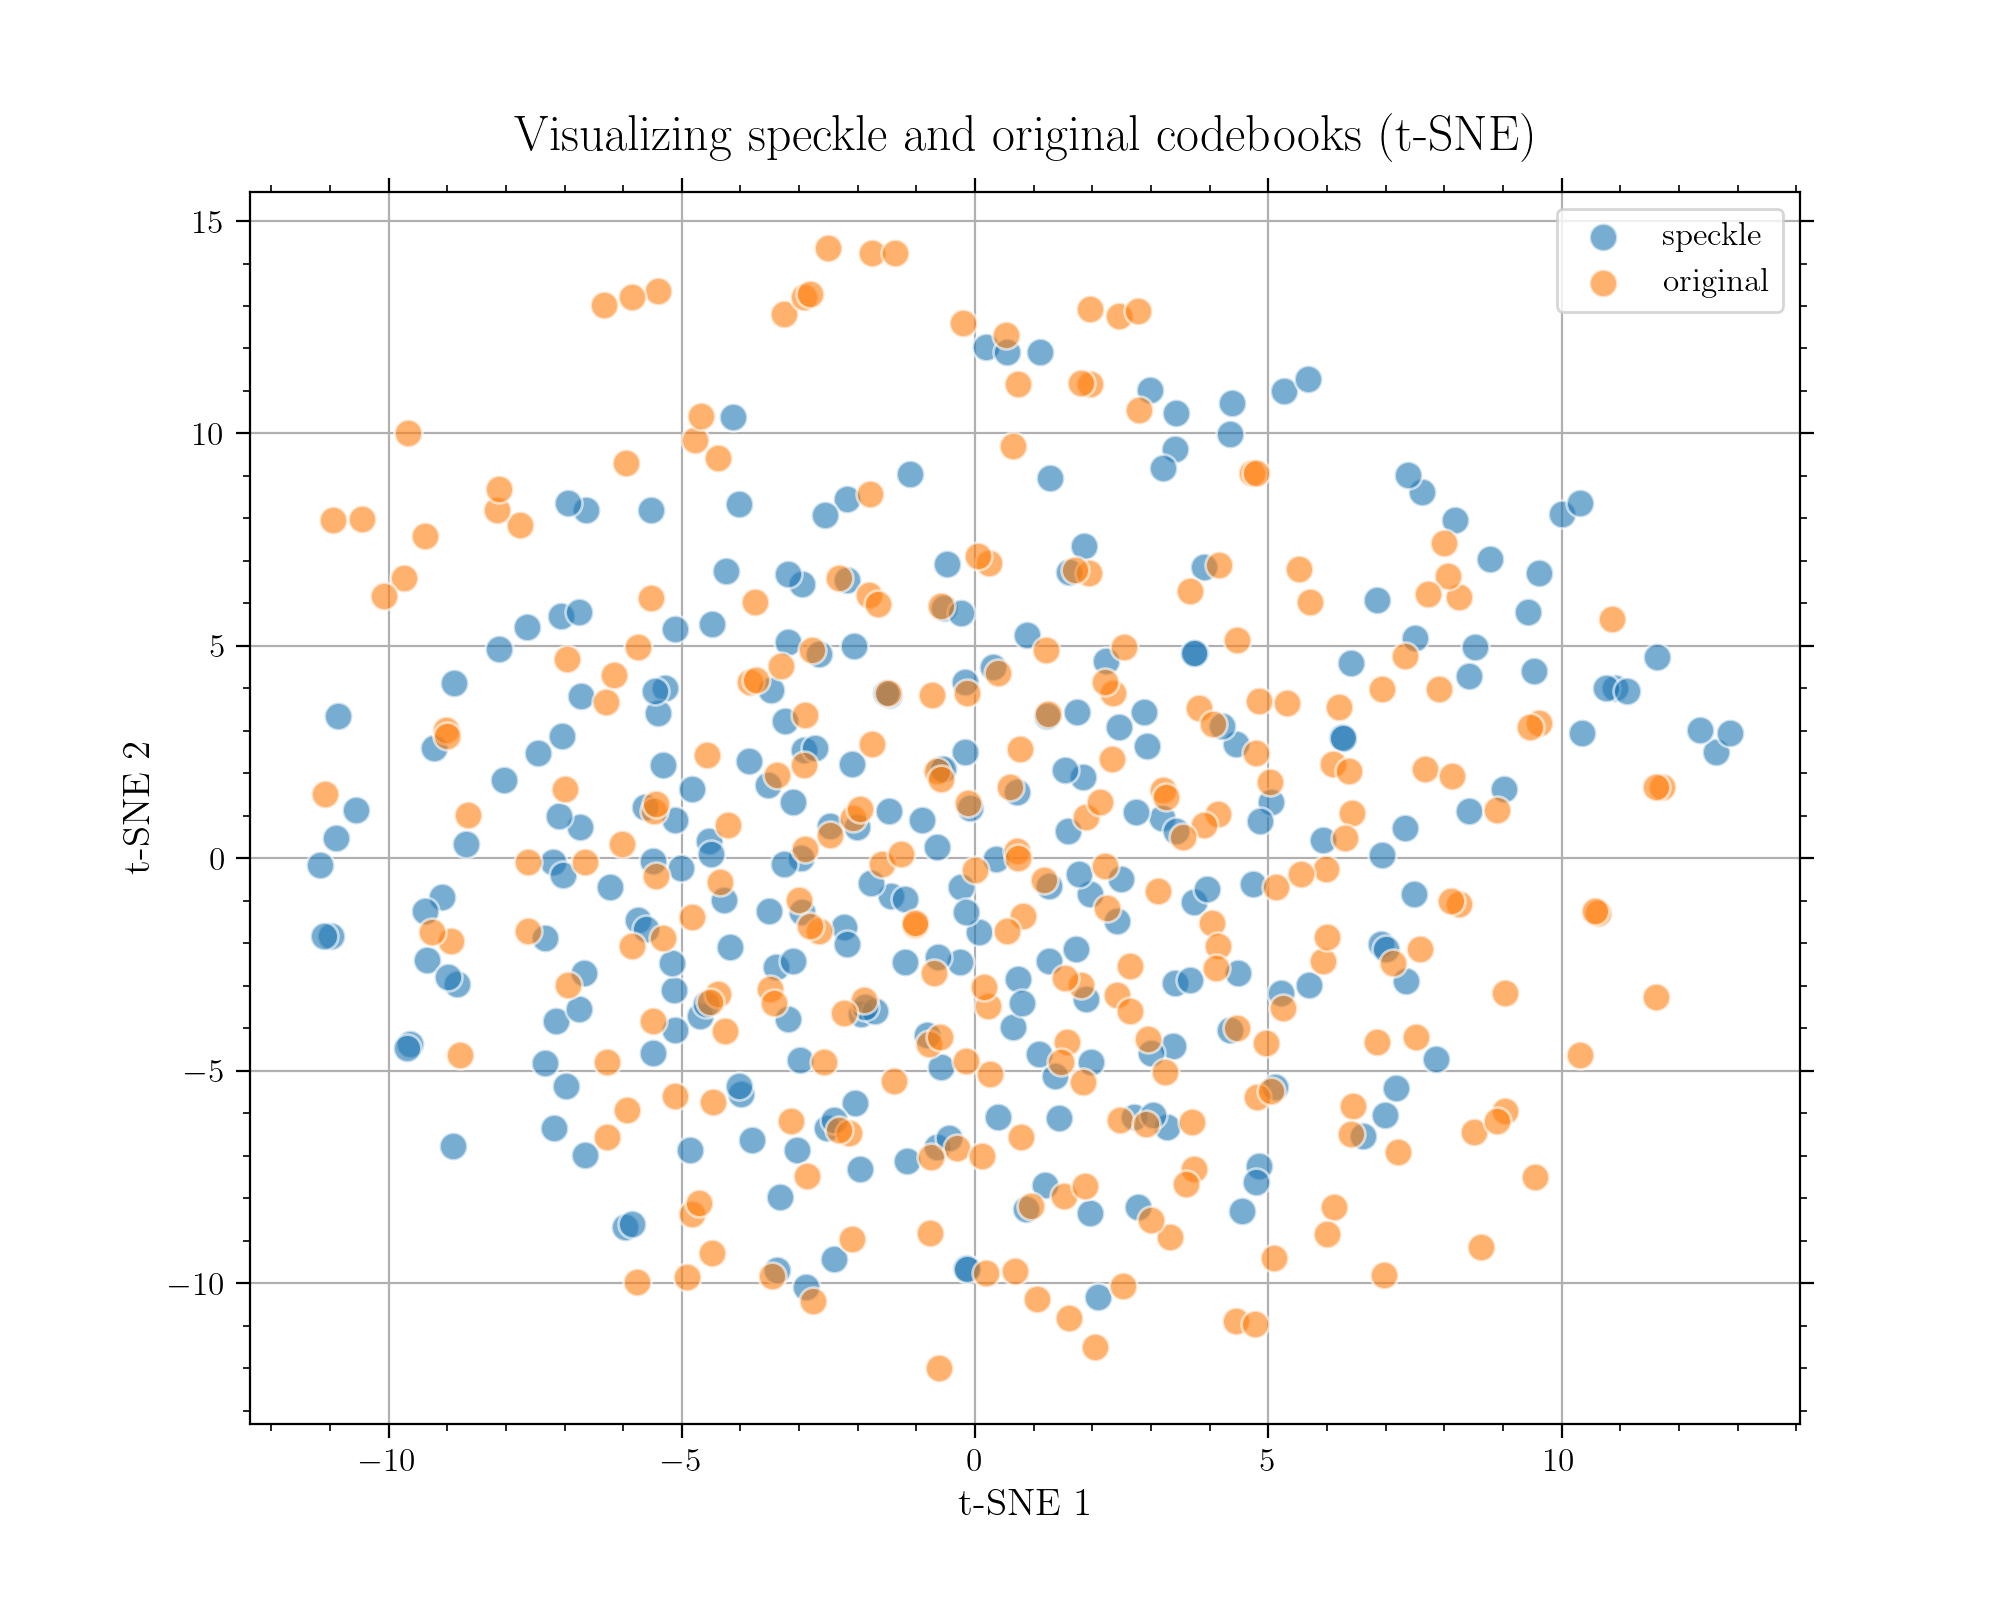 Visualizing speckle and original codebooks (t-SNE)
speckle
original
15
10
5
0
−5
−10
t-SNE 2
−10
−5
0
5
10
t-SNE 1